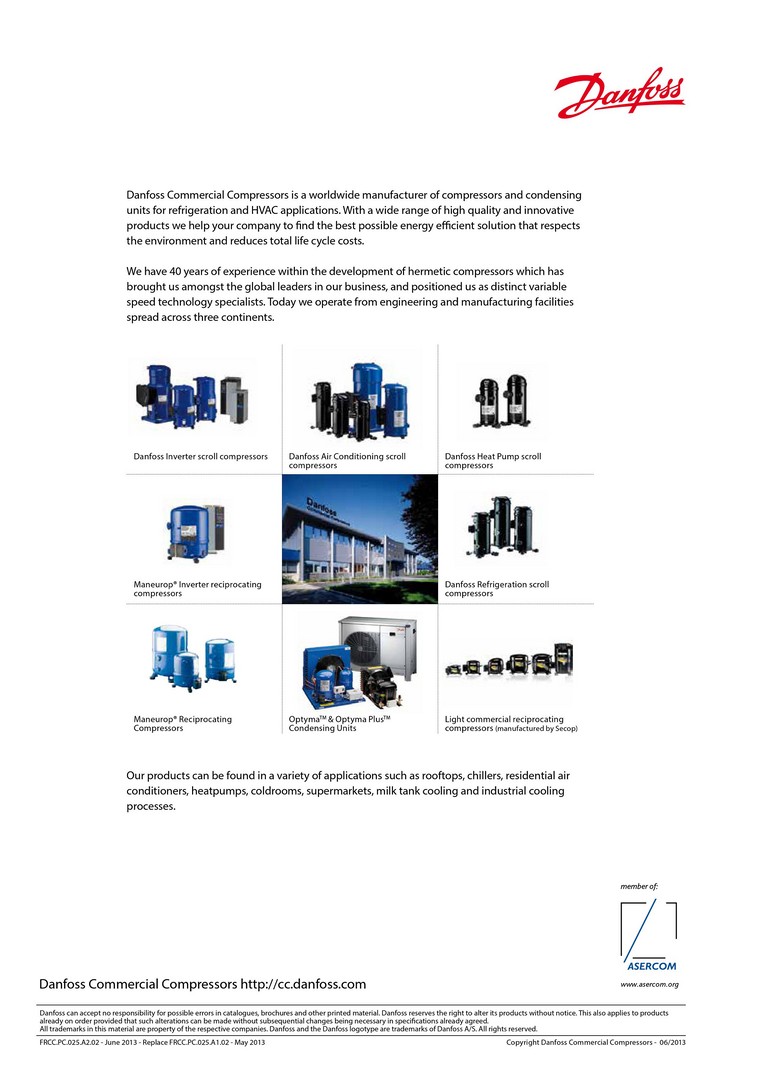 Danfoss
Danfoss Commercial Compressors is a worldwide manufacturer of compressors and condensing
units for refrigeration and HVAC applications. With a wide range of high quality and innovative
products we help your company to find the best possible energy efficient solution that respects
the environment and reduces total life cycle costs.
We have 40 years of experience within the development of hermetic compressors which has
brought us amongst the global leaders in our business, and positioned us as distinct variable
speed technology specialists. Today we operate from engineering and manufacturing facilities
spread across three continents.
Danfoss Inverter scroll compressors
Danfoss Air Conditioning scroll
compressors
Danfoss Heat Pump scroll
compressors
Maneurop® Inverter reciprocating
compressors
Danfoss
Commercial Compressors
Danfoss Refrigeration scroll
compressors
Maneurop® Reciprocating
Compressors
Optyma™ & Optyma Plus™
Condensing Units
Light commercial reciprocating
compressors (manufactured by Secop)
Our products can be found in a variety of applications such as rooftops, chillers, residential air
conditioners, heatpumps, coldrooms, supermarkets, milk tank cooling and industrial cooling
processes.
member of:
ASERCOM
www.asercom.org
Danfoss Commercial Compressors http://cc.danfoss.com
Danfoss can accept no responsibility for possible errors in catalogues, brochures and other printed material. Danfoss reserves the right to alter its products without notice. This also applies to products
already on order provided that such alterations can be made without subsequential changes being necessary in specifications already agreed.
All trademarks in this material are property of the respective companies. Danfoss and the Danfoss logotype are trademarks of Danfoss A/S. All rights reserved.
FRCC.PC.025.A2.02 - June 2013 - Replace FRCC.PC.025.A1.02 - May 2013
Copyright Danfoss Commercial Compressors - 06/2013